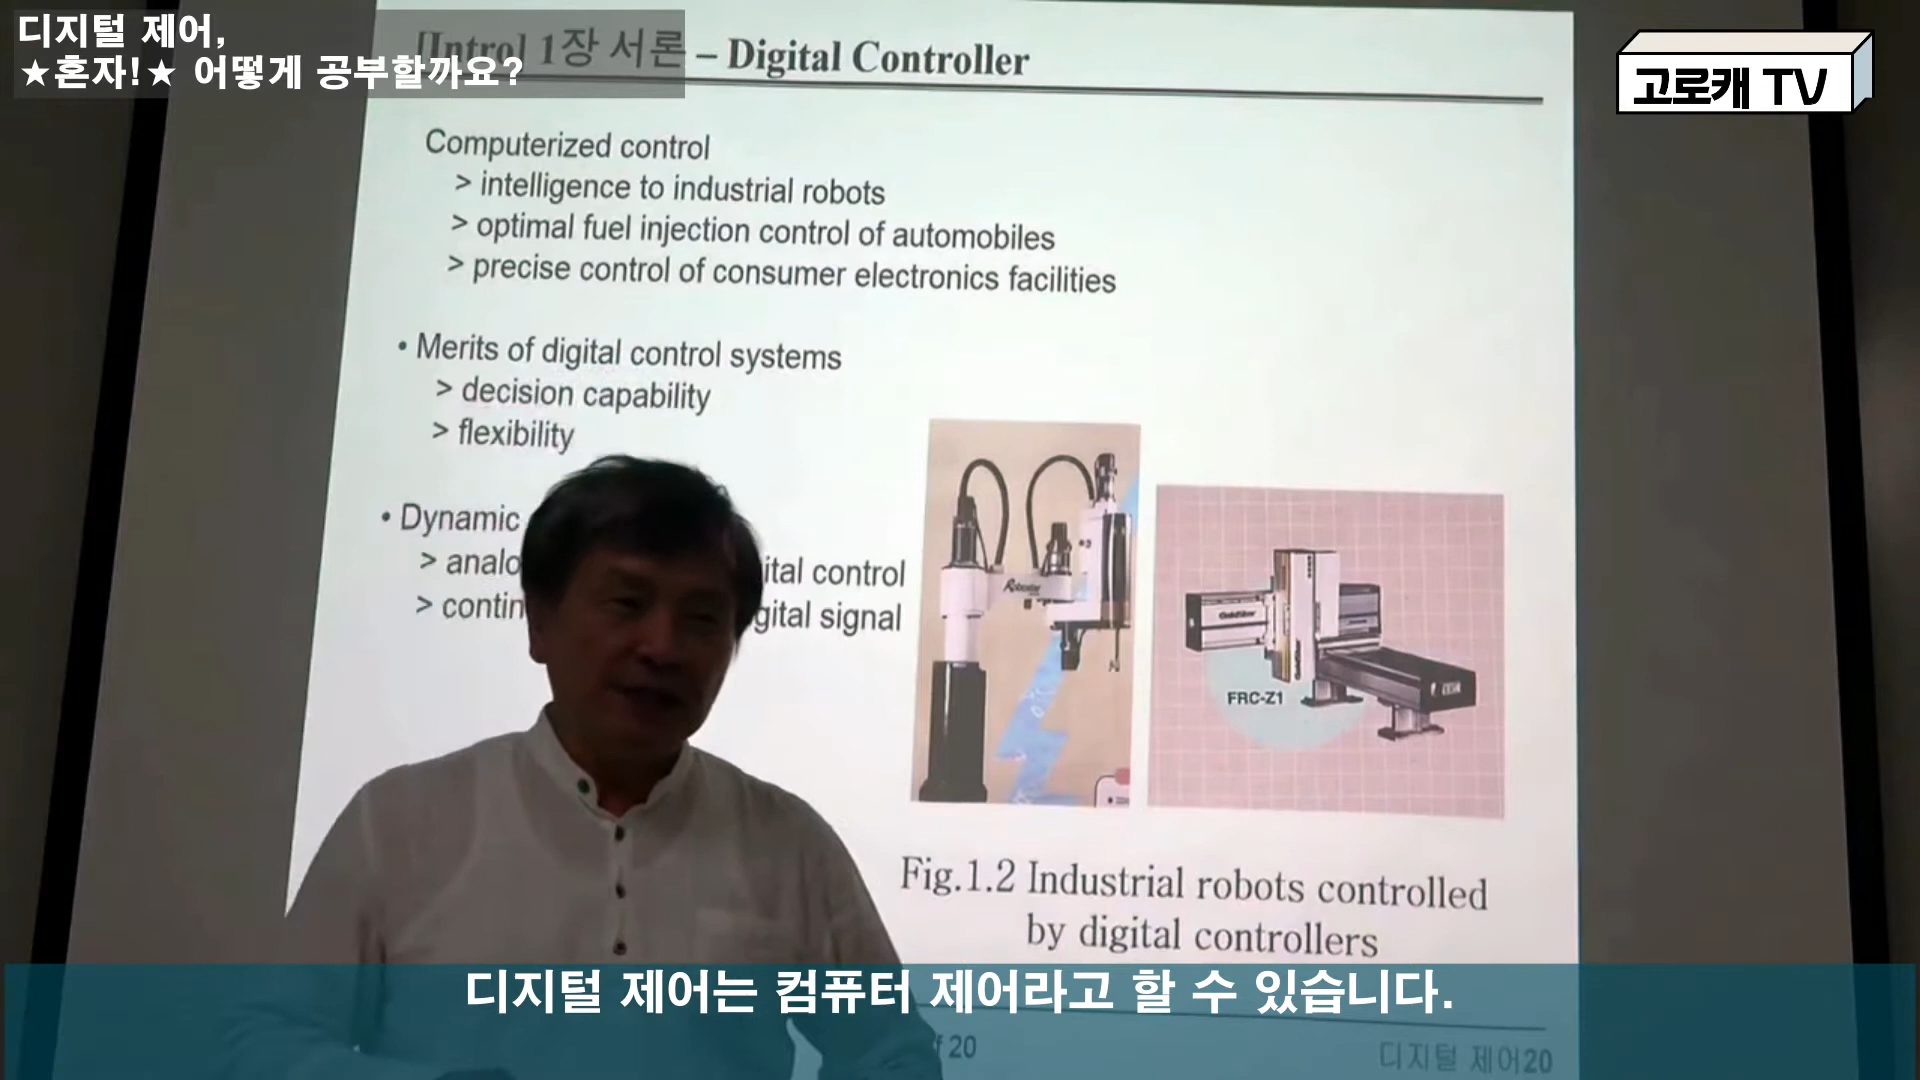 디지털 제어,
★혼자!★ 어떻게 공부할까요?
[Intro] 1장 서론 – Digital Controller
고로캐 TV
Computerized control
> intelligence to industrial robots
> optimal fuel injection control of automobiles
> precise control of consumer electronics facilities
• Merits of digital control systems
> decision capability
> flexibility
• Dynamic
> analo ital control
> contin gital signal
FRC-Z1
Fig.1.2 Industrial robots controlled
by digital controllers
디지털 제어는 컴퓨터 제어라고 할 수 있습니다.
f 20
디지털 제어20